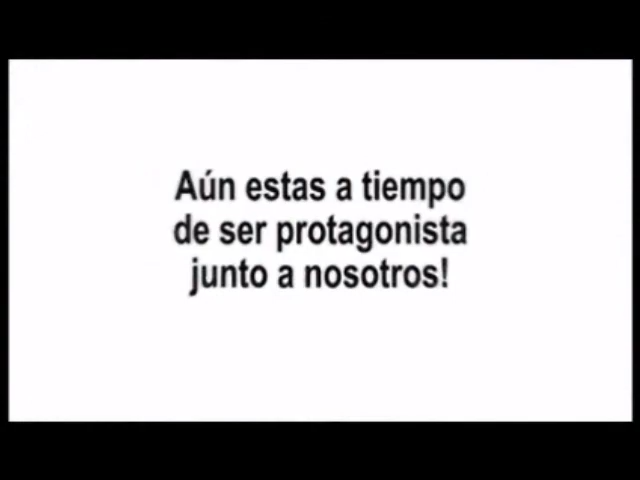 Aún estas a tiempo
de ser protagonista
junto a nosotros!